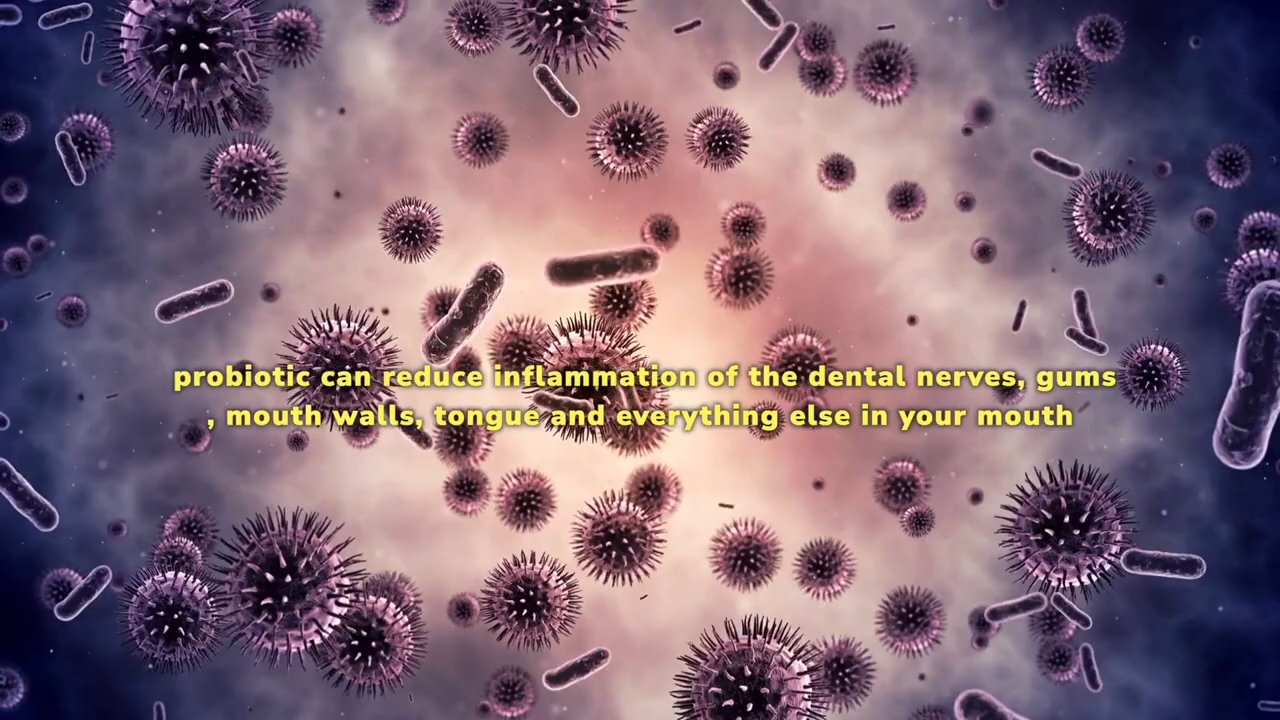 probiotic can reduce inflammation of the dental nerves, gums
, mouth walls, tongue and everything else in your mouth